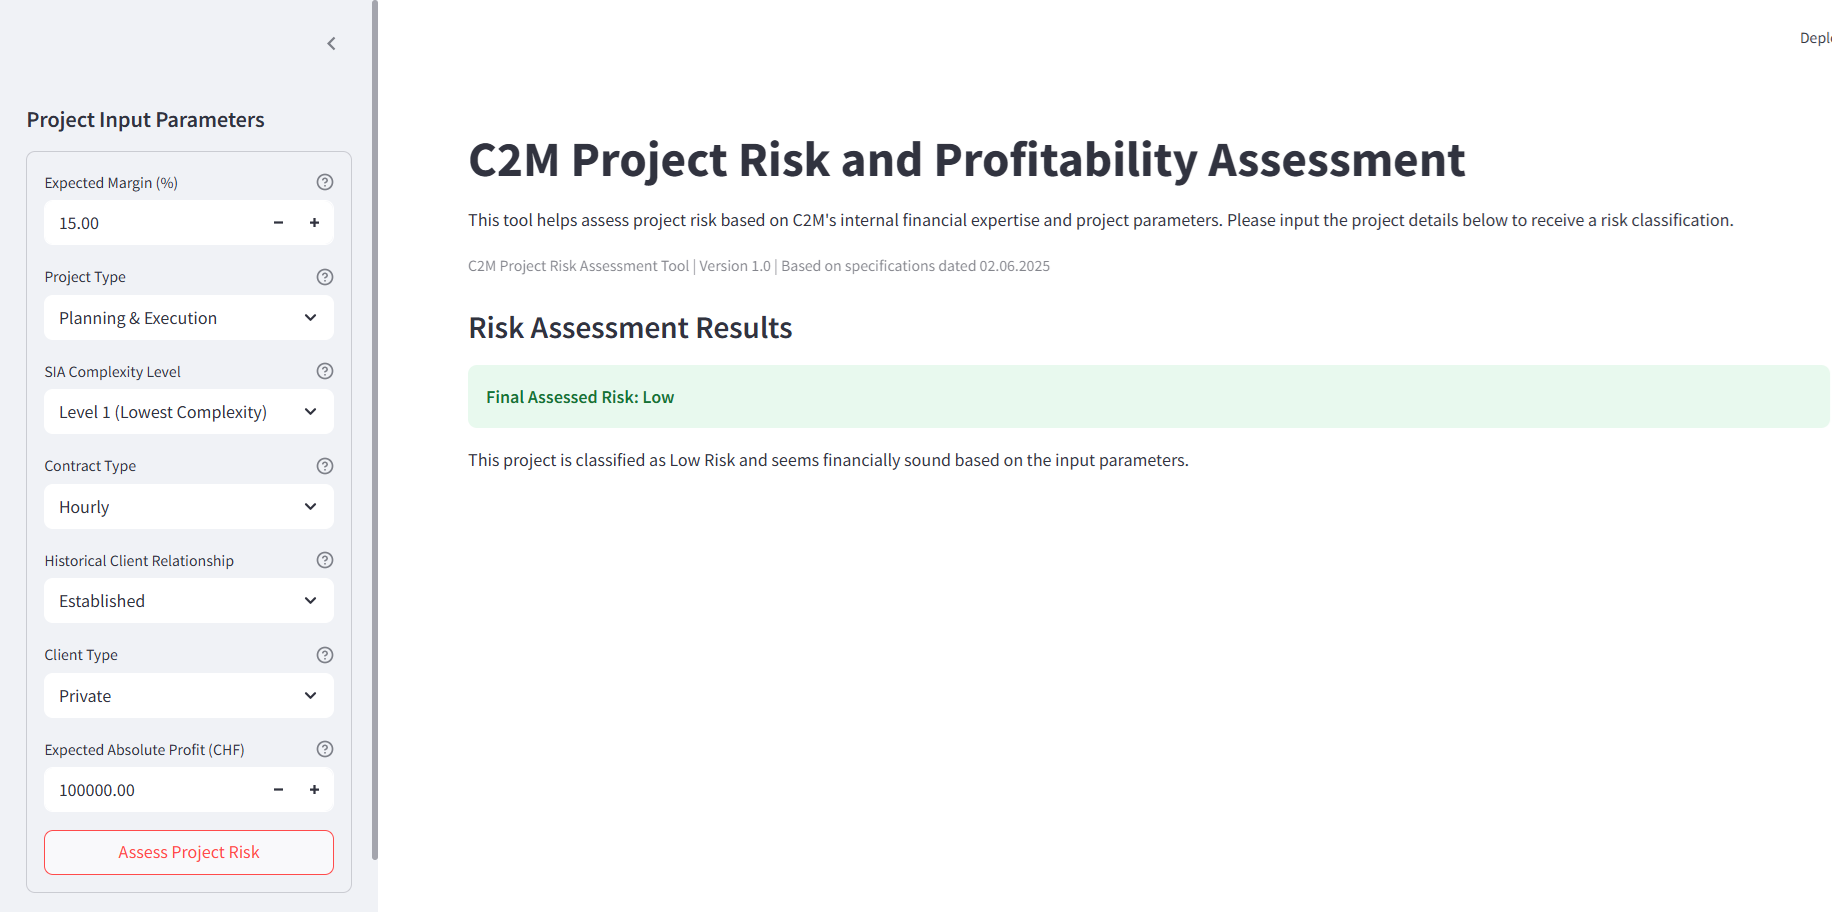 Project Input Parameters
Expected Margin (%)
15.00
Project Type
Planning & Execution
SIA Complexity Level
Level 1 (Lowest Complexity)
Contract Type
Hourly
Historical Client Relationship
Established
Client Type
Private
Expected Absolute Profit (CHF)
100000.00
Assess Project Risk
C2M Project Risk and Profitability Assessment
This tool helps assess project risk based on C2M's internal financial expertise and project parameters. Please input the project details below to receive a risk classification.
C2M Project Risk Assessment Tool | Version 1.0 | Based on specifications dated 02.06.2025
Risk Assessment Results
Final Assessed Risk: Low
This project is classified as Low Risk and seems financially sound based on the input parameters.